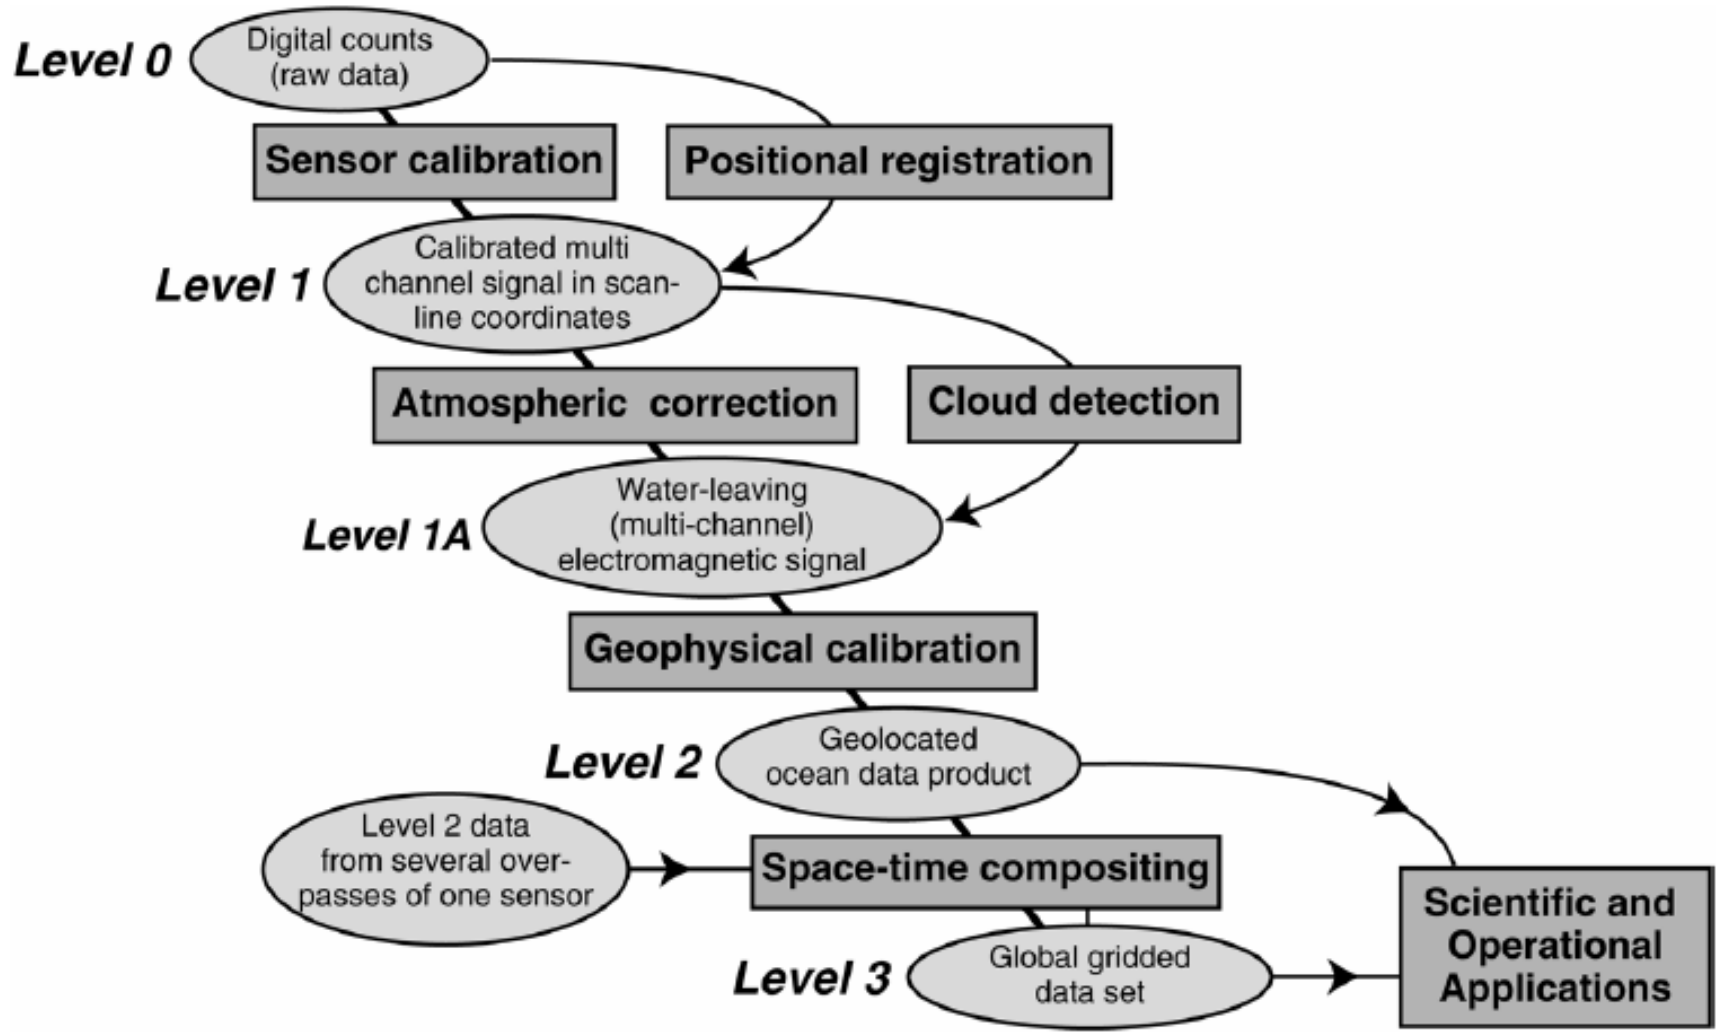 Level 0
Digital counts
(raw data)
Sensor calibration
Positional registration
Level 1
Calibrated multi
channel signal in scan-
line coordinates
Atmospheric correction
Cloud detection
Level 1A
Water-leaving
(multi-channel)
electromagnetic signal
Geophysical calibration
Level 2
Geolocated
ocean data product
Level 2 data
from several over-
passes of one sensor
Space-time compositing
Level 3
Global gridded
data set
Scientific and
Operational
Applications